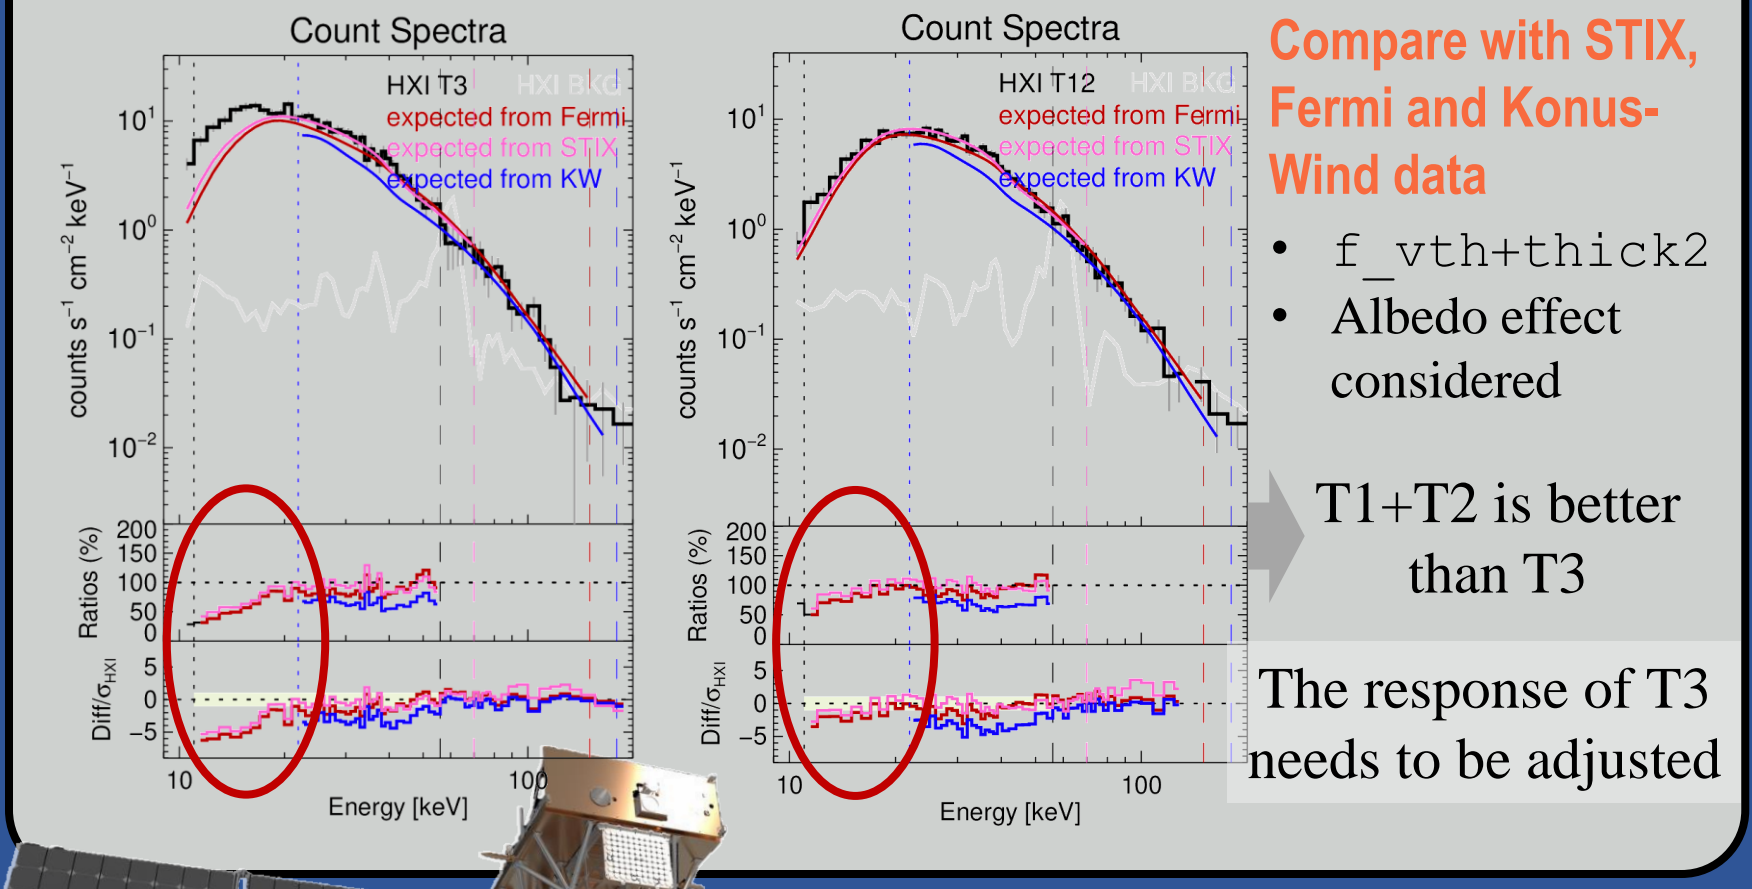 Count Spectra
HXI T3 HXI BKG
expected from Fermi
expected from STIX
expected from KW
counts s⁻¹ cm⁻² keV⁻¹
10¹
10⁰
10⁻¹
10⁻²
Ratios (%)
200
150
100
50
0
Diff/σHXI
5
0
−5
10 100
Energy [keV]
Count Spectra
HXI T12 HXI BKG
expected from Fermi
expected from STIX
expected from KW
counts s⁻¹ cm⁻² keV⁻¹
10¹
10⁰
10⁻¹
10⁻²
Ratios (%)
200
150
100
50
0
Diff/σHXI
5
0
−5
10 100
Energy [keV]
Compare with STIX,
Fermi and Konus-
Wind data
• f_vth+thick2
• Albedo effect
considered
T1+T2 is better
than T3
The response of T3
needs to be adjusted